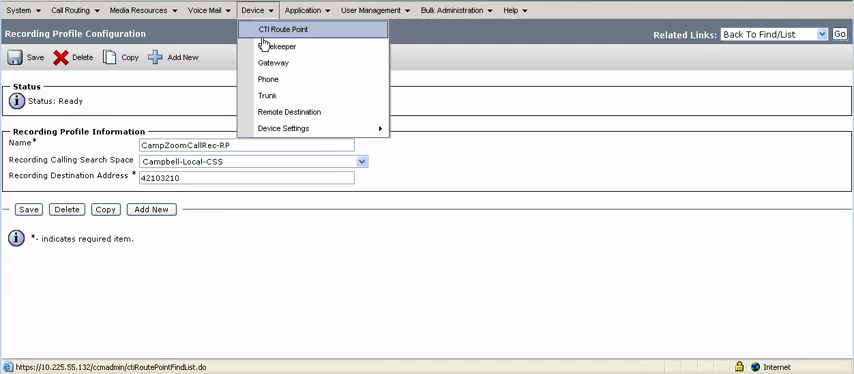 System Call Routing Media Resources Voice Mail Device Application User Management Bulk Administration Help
Recording Profile Configuration
Related Links: Back To Find/List Go
Save Delete Copy Add New
CTI Route Point
Gateway
Phone
Trunk
Remote Destination
Device Settings
Status
Status: Ready
Recording Profile Information
Name* CampZoomCallRec-RP
Recording Calling Search Space Campbell-Local-CSS
Recording Destination Address * 42103210
Save Delete Copy Add New
*- indicates required item.
https://10.225.55.132/ccmadmin/ctiRoutePointFindList.do Internet